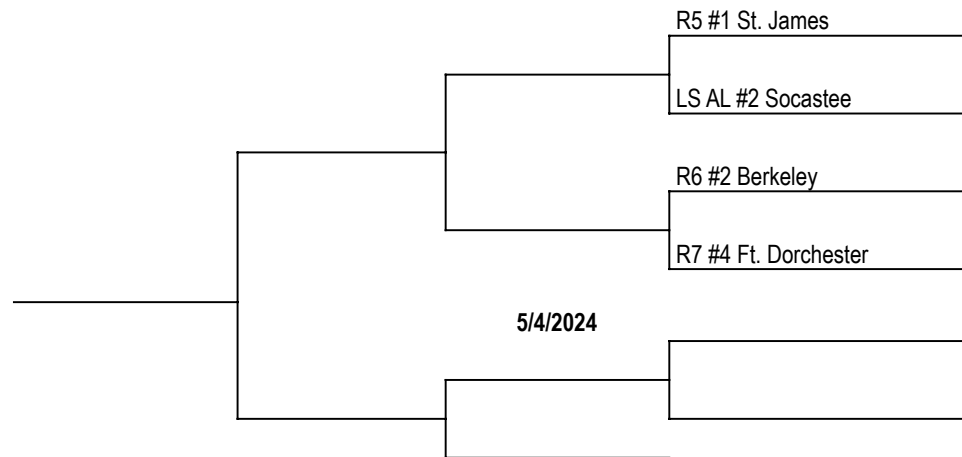 R5 #1 St. James
LS AL #2 Socastee
R6 #2 Berkeley
R7 #4 Ft. Dorchester
5/4/2024